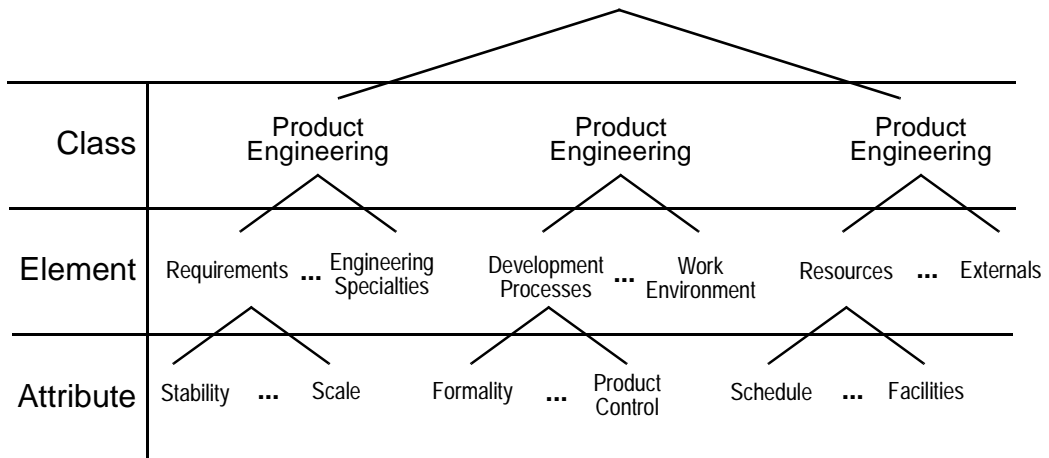 Class
Product
Engineering
Product
Engineering
Product
Engineering
Element
Requirements
...
Engineering
Specialties
Development
Processes
...
Work
Environment
Resources
...
Externals
Attribute
Stability
...
Scale
Formality
...
Product
Control
Schedule
...
Facilities